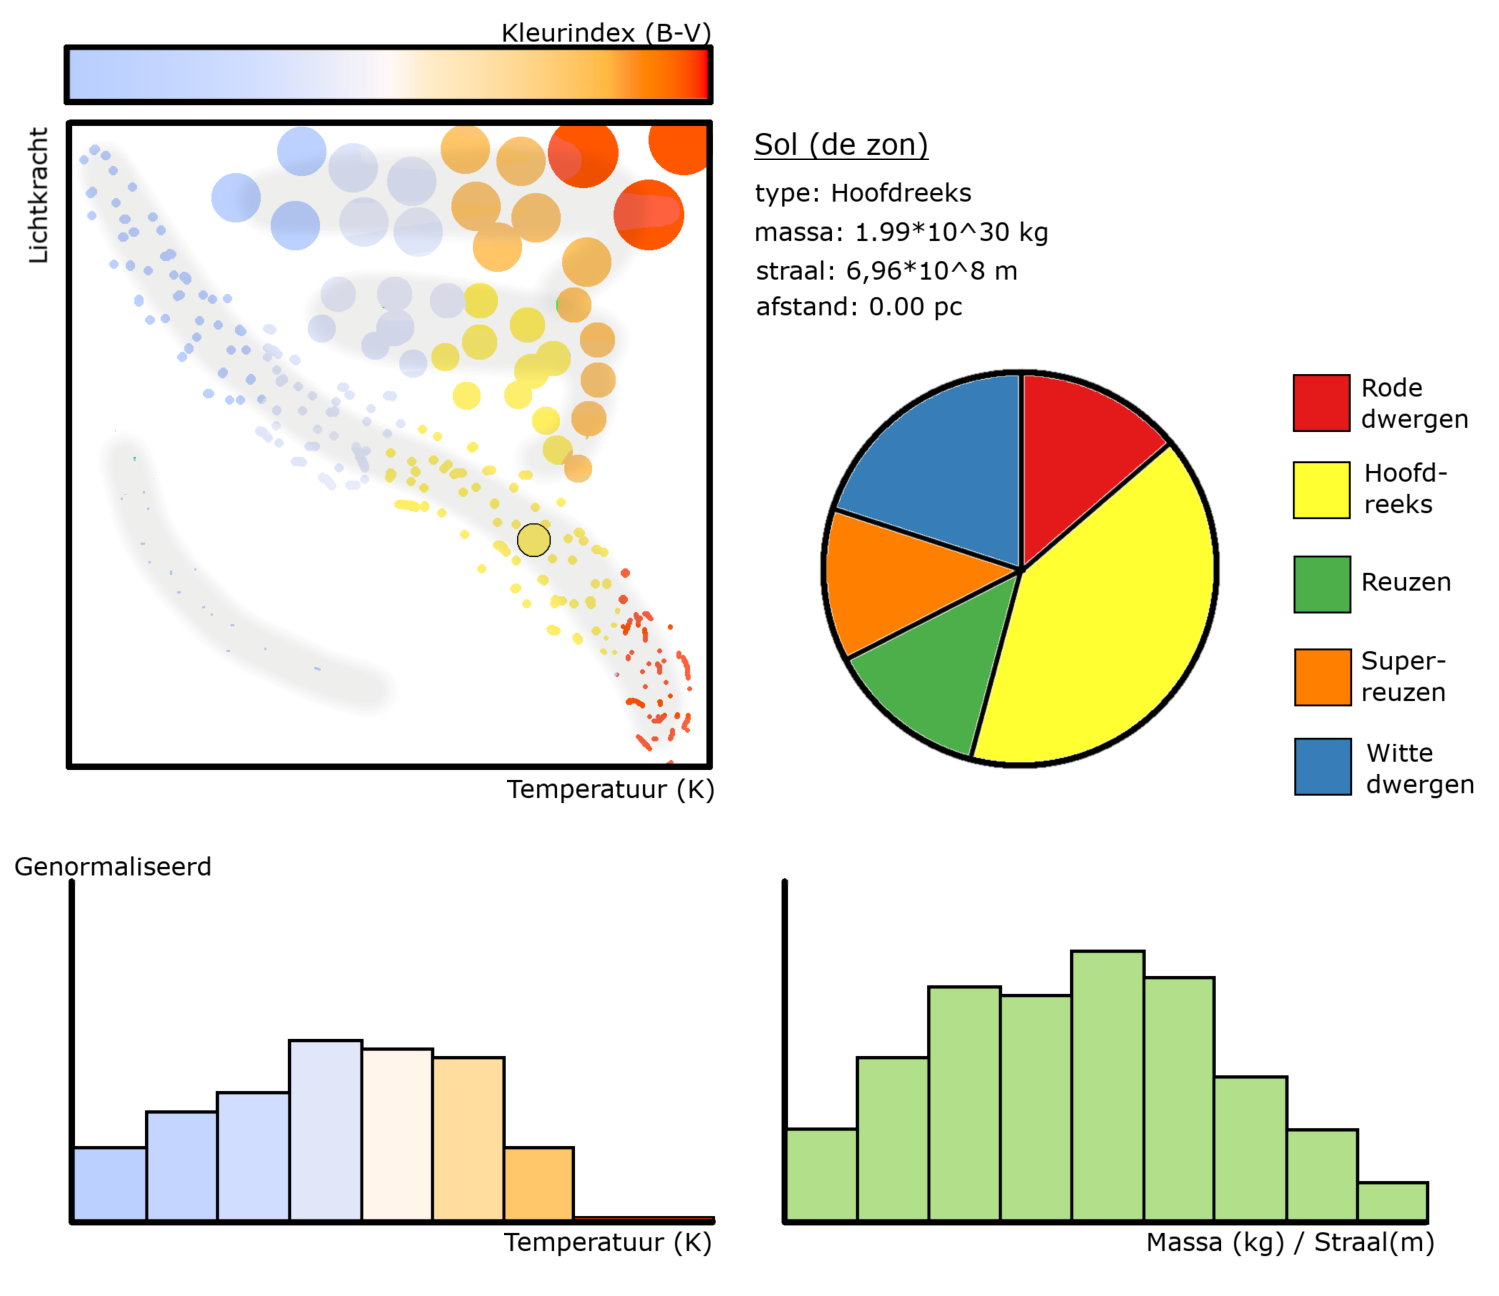 Kleurindex (B-V)
Lichtkracht
Temperatuur (K)
Sol (de zon)
type: Hoofdreeks
massa: 1.99*10^30 kg
straal: 6,96*10^8 m
afstand: 0.00 pc
Rode
dwergen
Hoofd-
reeks
Reuzen
Super-
reuzen
Witte
dwergen
Genormaliseerd
Temperatuur (K)
Massa (kg) / Straal(m)